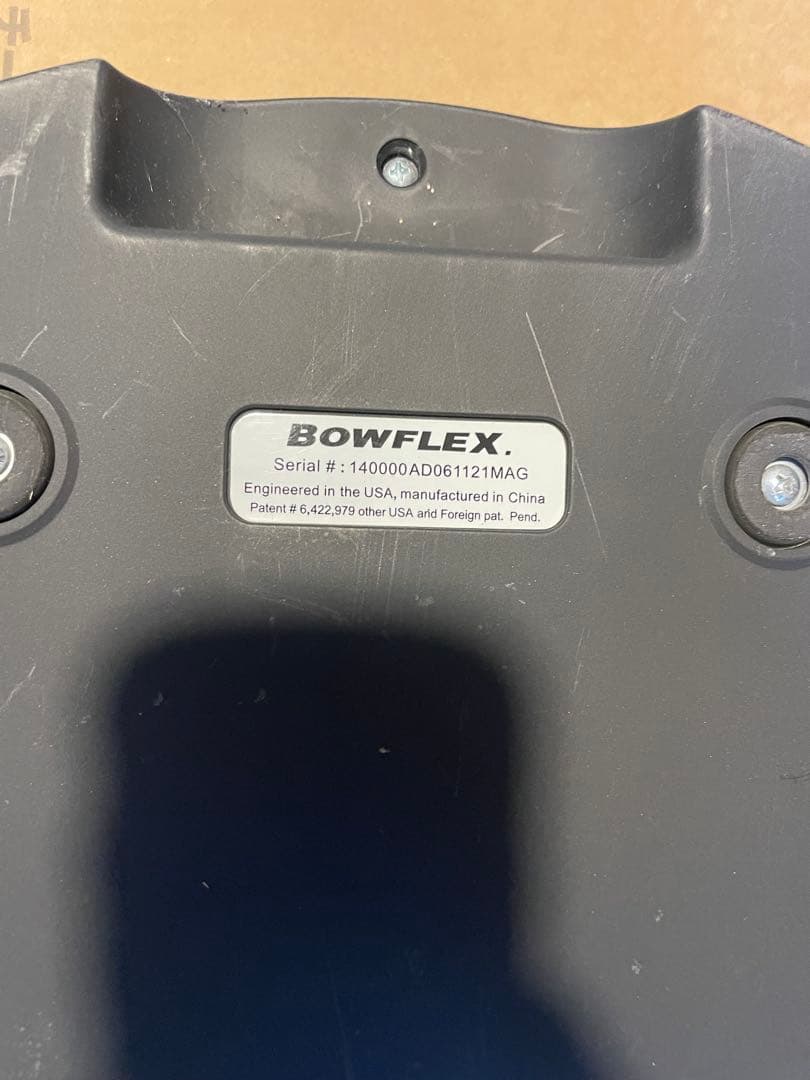 BOWFLEX.
Serial # : 140000AD061121MAG
Engineered in the USA, manufactured in China
Patent # 6,422,979 other USA and Foreign pat. Pend.